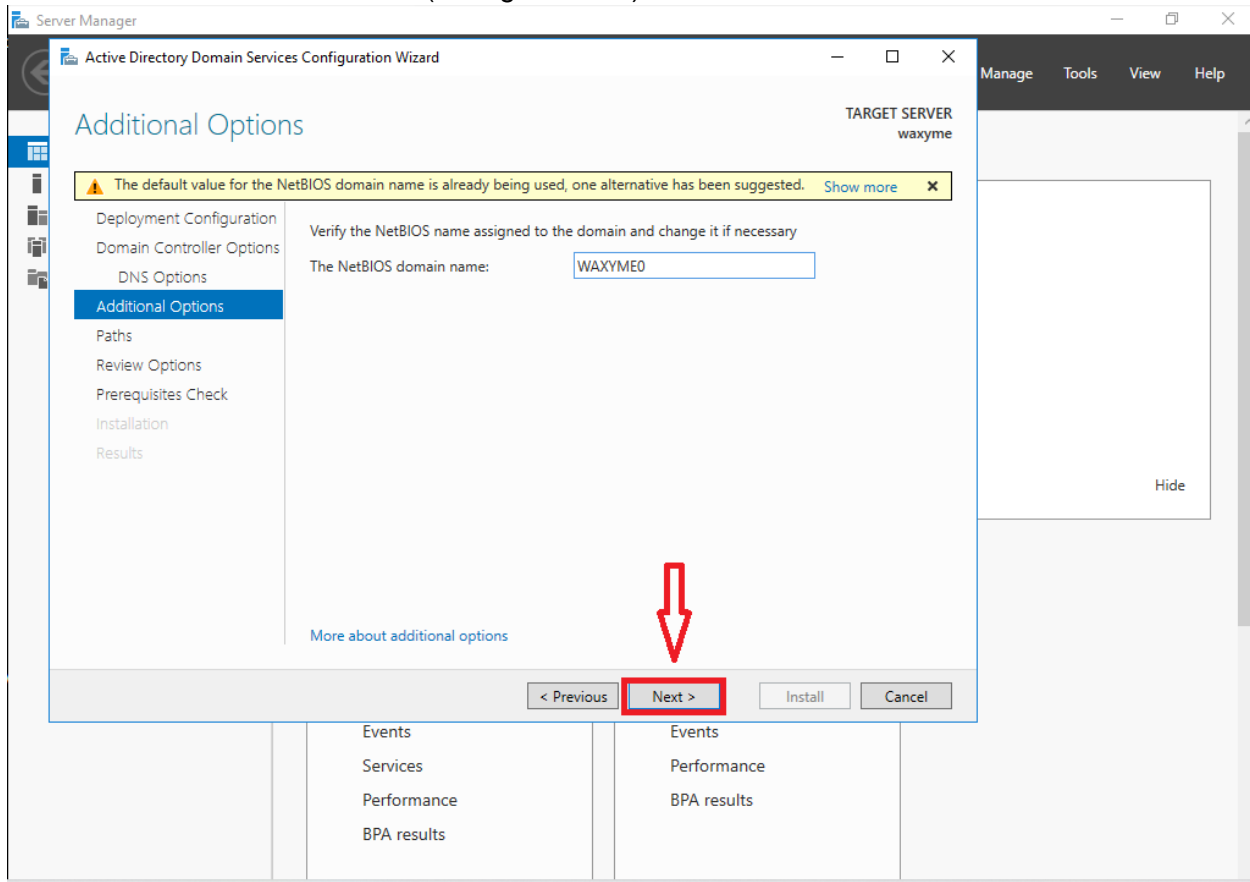 Server Manager
Active Directory Domain Services Configuration Wizard
Manage Tools View Help
Additional Options
TARGET SERVER
waxyme
The default value for the NetBIOS domain name is already being used, one alternative has been suggested. Show more
Deployment Configuration
Domain Controller Options
DNS Options
Additional Options
Paths
Review Options
Prerequisites Check
Installation
Results
Verify the NetBIOS name assigned to the domain and change it if necessary
The NetBIOS domain name: WAXYME0
More about additional options
Hide
< Previous Next > Install Cancel
Events
Services
Performance
BPA results
Events
Performance
BPA results